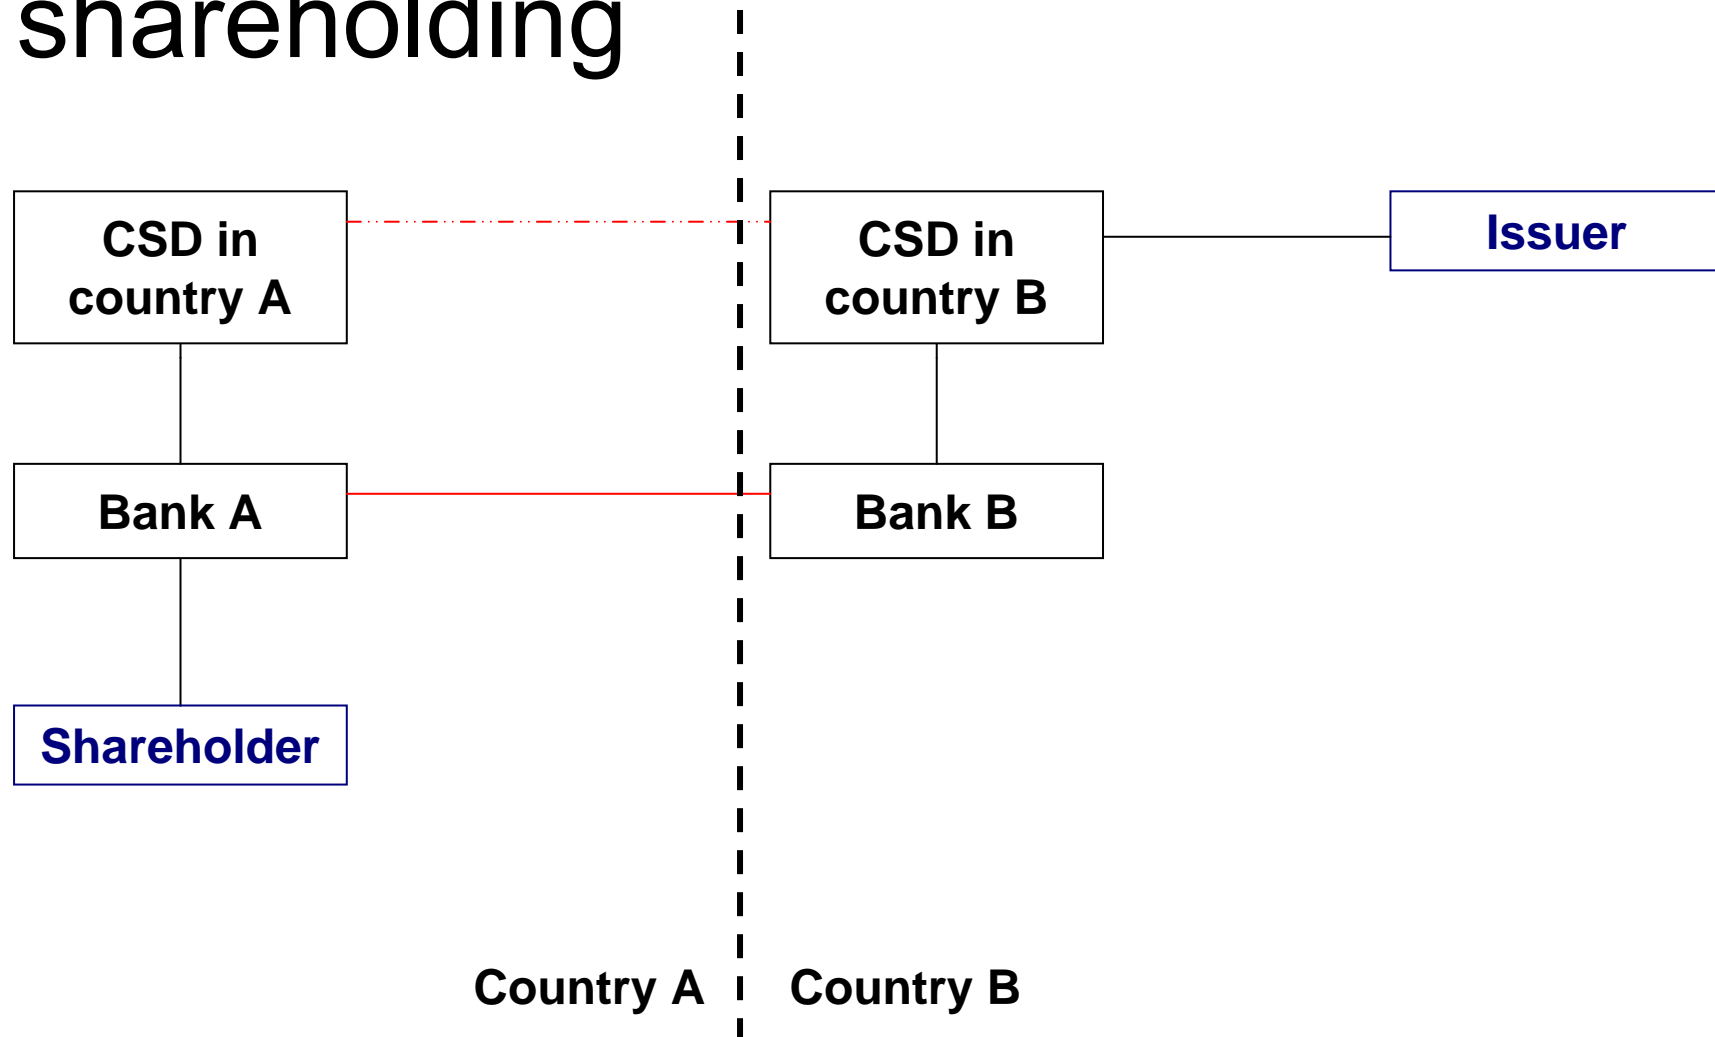 shareholding
CSD in
country A
CSD in
country B
Issuer
Bank A
Bank B
Shareholder
Country A
Country B